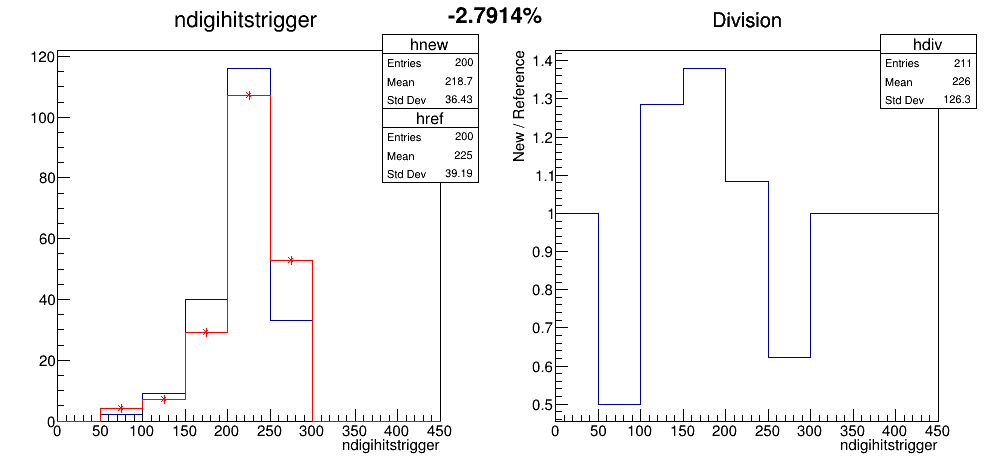 -2.7914%
ndigihitstrigger
hnew
Entries 200
Mean 218.7
Std Dev 36.43
href
Entries 200
Mean 225
Std Dev 39.19
120
100
80
60
40
20
0
0 50 100 150 200 250 300 350 400 450
ndigihitstrigger
Division
hdiv
Entries 211
Mean 226
Std Dev 126.3
New / Reference
1.4
1.3
1.2
1.1
1
0.9
0.8
0.7
0.6
0.5
0 50 100 150 200 250 300 350 400 450
ndigihitstrigger